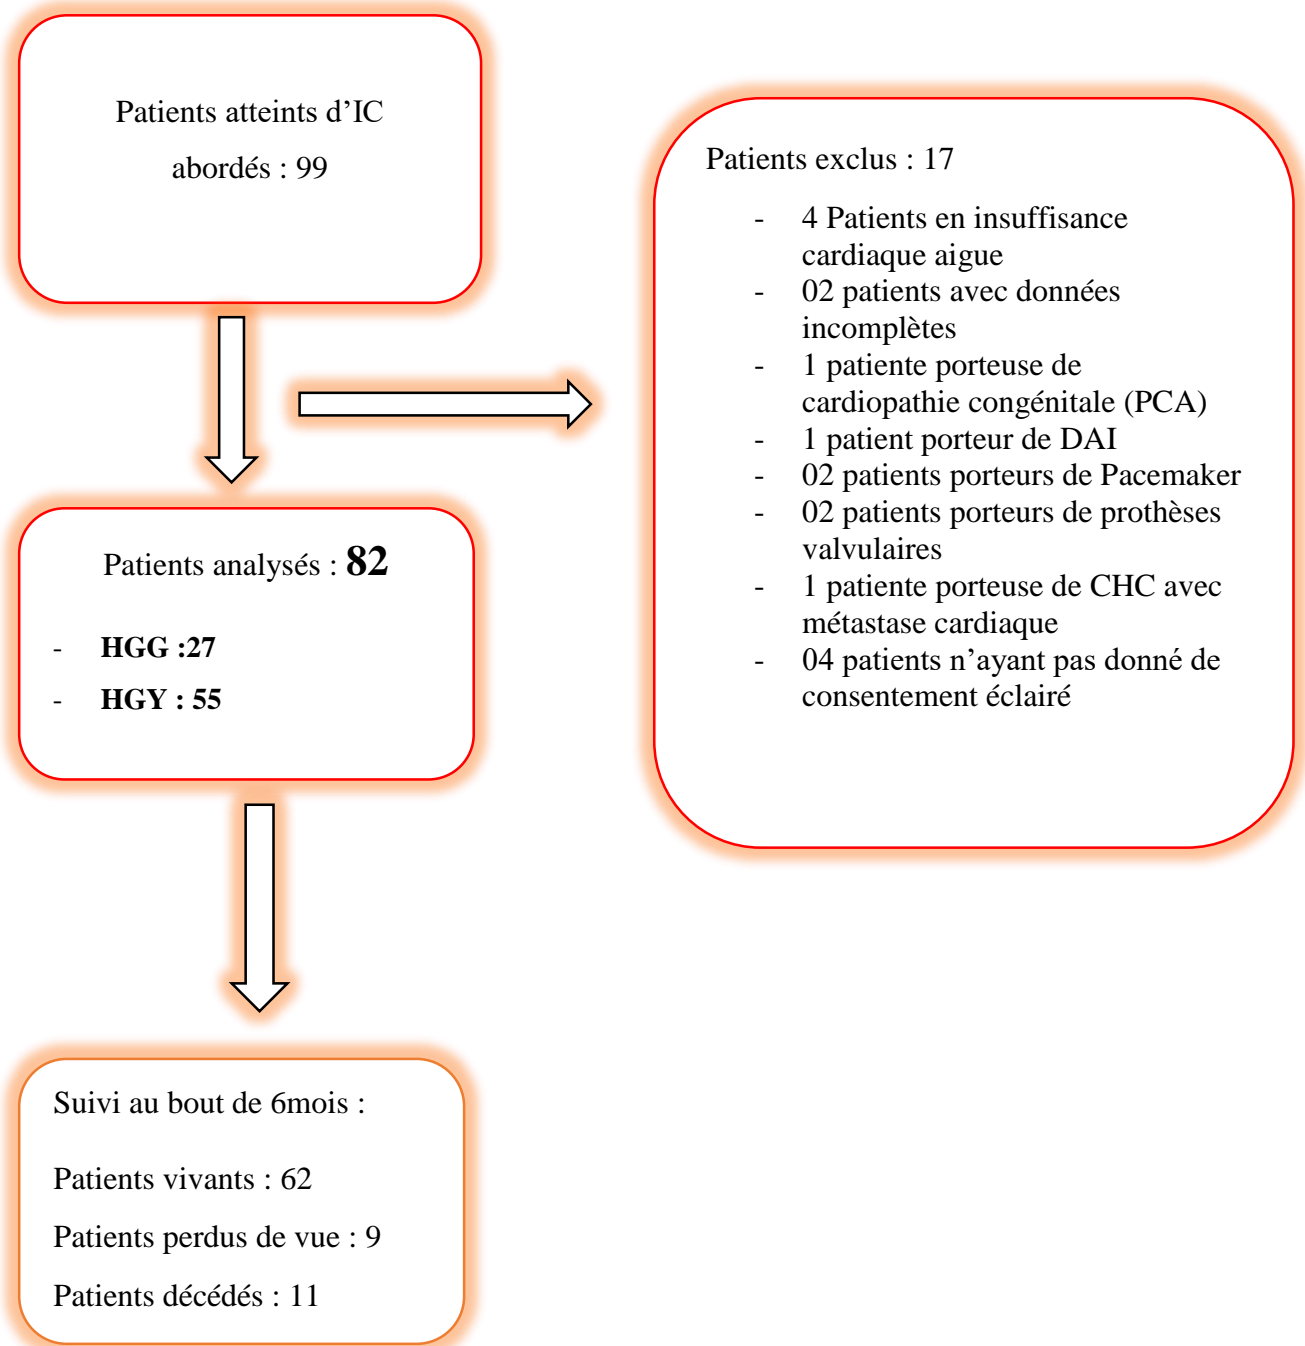 Patients atteints d’IC
abordés : 99
Patients exclus : 17
- 4 Patients en insuffisance
cardiaque aigue
- 02 patients avec données
incomplètes
- 1 patiente porteuse de
cardiopathie congénitale (PCA)
- 1 patient porteur de DAI
- 02 patients porteurs de Pacemaker
- 02 patients porteurs de prothèses
valvulaires
- 1 patiente porteuse de CHC avec
métastase cardiaque
- 04 patients n’ayant pas donné de
consentement éclairé
Patients analysés : 82
- HGG :27
- HGY : 55
Suivi au bout de 6mois :
Patients vivants : 62
Patients perdus de vue : 9
Patients décédés : 11